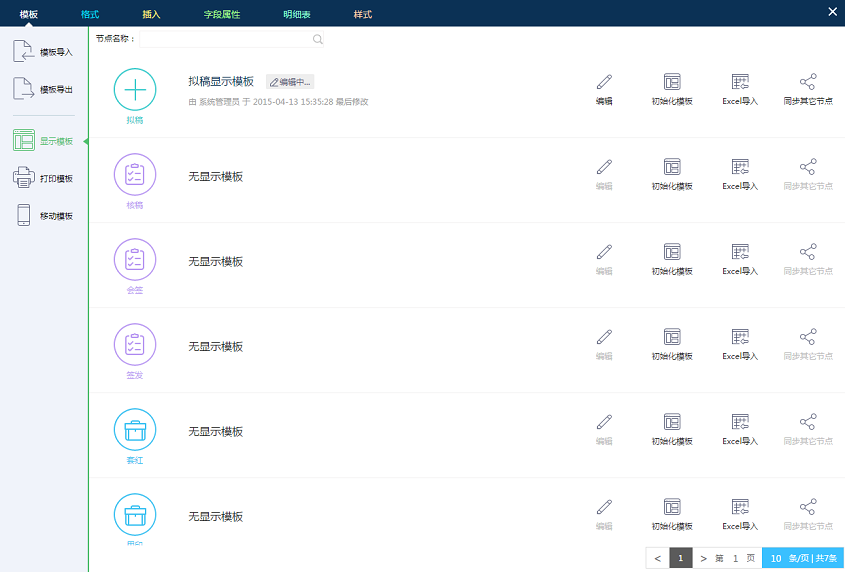 模板 格式 插入 字段属性 明细表 样式
模板导入
模板导出
显示模板
打印模板
移动模板
节点名称：
拟稿
拟稿显示模板 编辑中...
由 系统管理员 于 2015-04-13 15:35:28 最后修改
编辑 初始化模板 Excel导入 同步其它节点
核稿
无显示模板
编辑 初始化模板 Excel导入 同步其它节点
会签
无显示模板
编辑 初始化模板 Excel导入 同步其它节点
签发
无显示模板
编辑 初始化模板 Excel导入 同步其它节点
套红
无显示模板
编辑 初始化模板 Excel导入 同步其它节点
无显示模板
编辑 初始化模板 Excel导入 同步其它节点
< 1 > 第 1 页 10 条/页 | 共7条